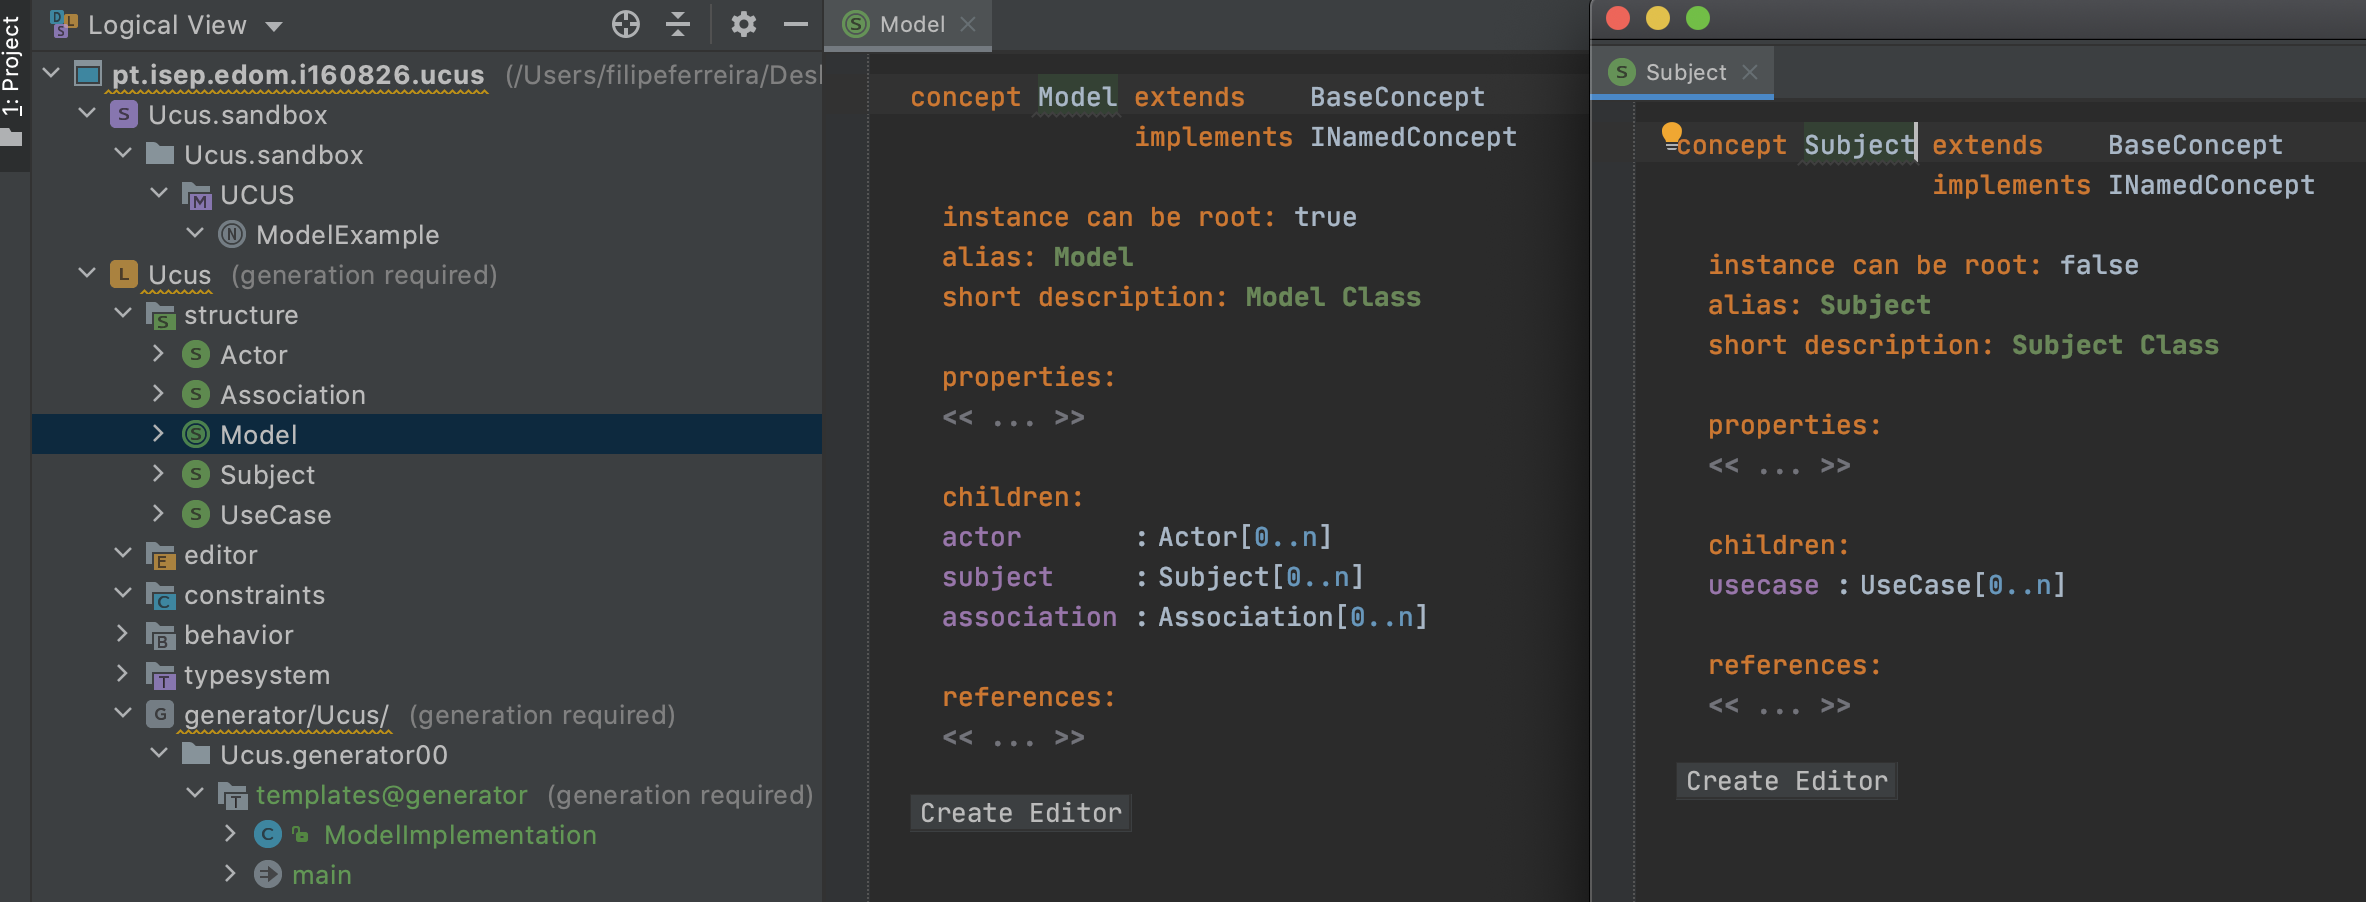 1: Project
Logical View
pt.isep.edom.i160826.ucus (/Users/filipeferreira/Des
Ucus.sandbox
Ucus.sandbox
UCUS
ModelExample
Ucus (generation required)
structure
Actor
Association
Model
Subject
UseCase
editor
constraints
behavior
typesystem
generator/Ucus/ (generation required)
Ucus.generator00
templates@generator (generation required)
ModelImplementation
main
Model
concept Model extends BaseConcept
implements INamedConcept
instance can be root: true
alias: Model
short description: Model Class
properties:
<< ... >>
children:
actor : Actor[0..n]
subject : Subject[0..n]
association : Association[0..n]
references:
<< ... >>
Create Editor
Subject
concept Subject extends BaseConcept
implements INamedConcept
instance can be root: false
alias: Subject
short description: Subject Class
properties:
<< ... >>
children:
usecase : UseCase[0..n]
references:
<< ... >>
Create Editor